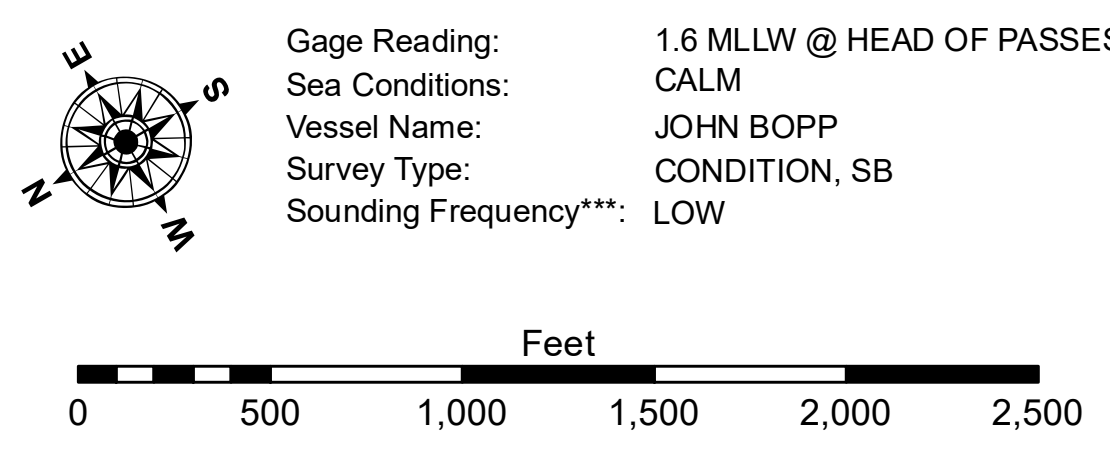 E
S
N
W
Gage Reading: 1.6 MLLW @ HEAD OF PASSES
Sea Conditions: CALM
Vessel Name: JOHN BOPP
Survey Type: CONDITION, SB
Sounding Frequency***: LOW
Feet
0 500 1,000 1,500 2,000 2,500